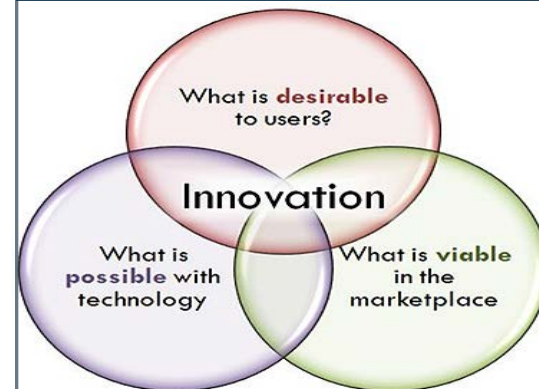 What is desirable
to users?
Innovation
What is
possible with
technology
What is viable
in the
marketplace